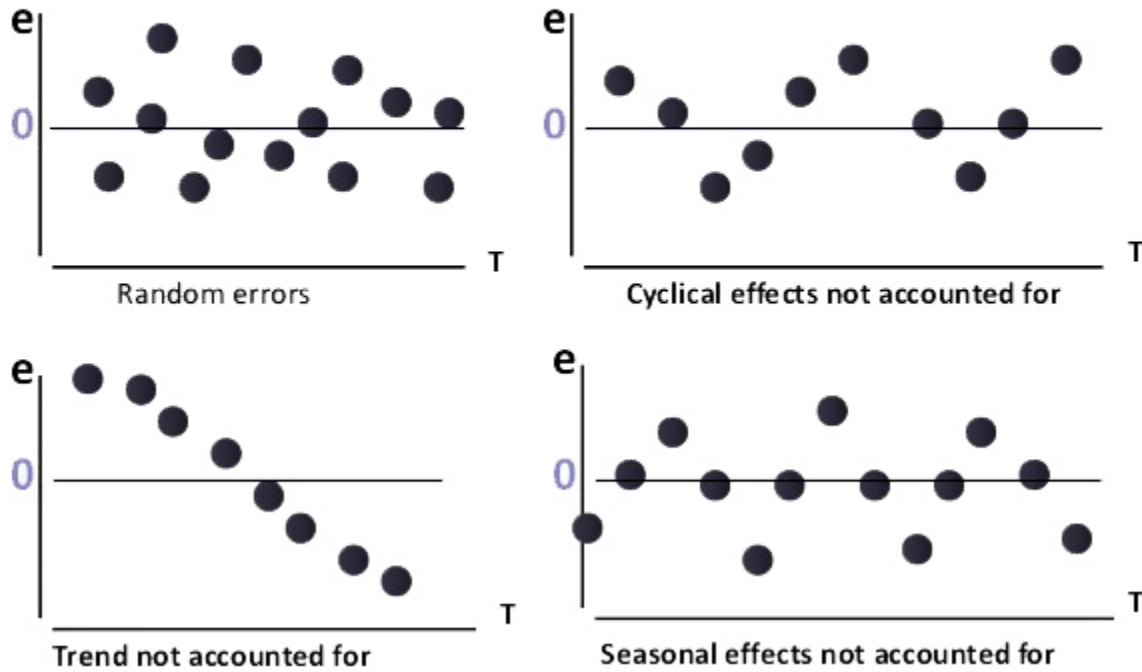 e
0
T
Random errors
e
0
T
Cyclical effects not accounted for
e
0
T
Trend not accounted for
e
0
T
Seasonal effects not accounted for